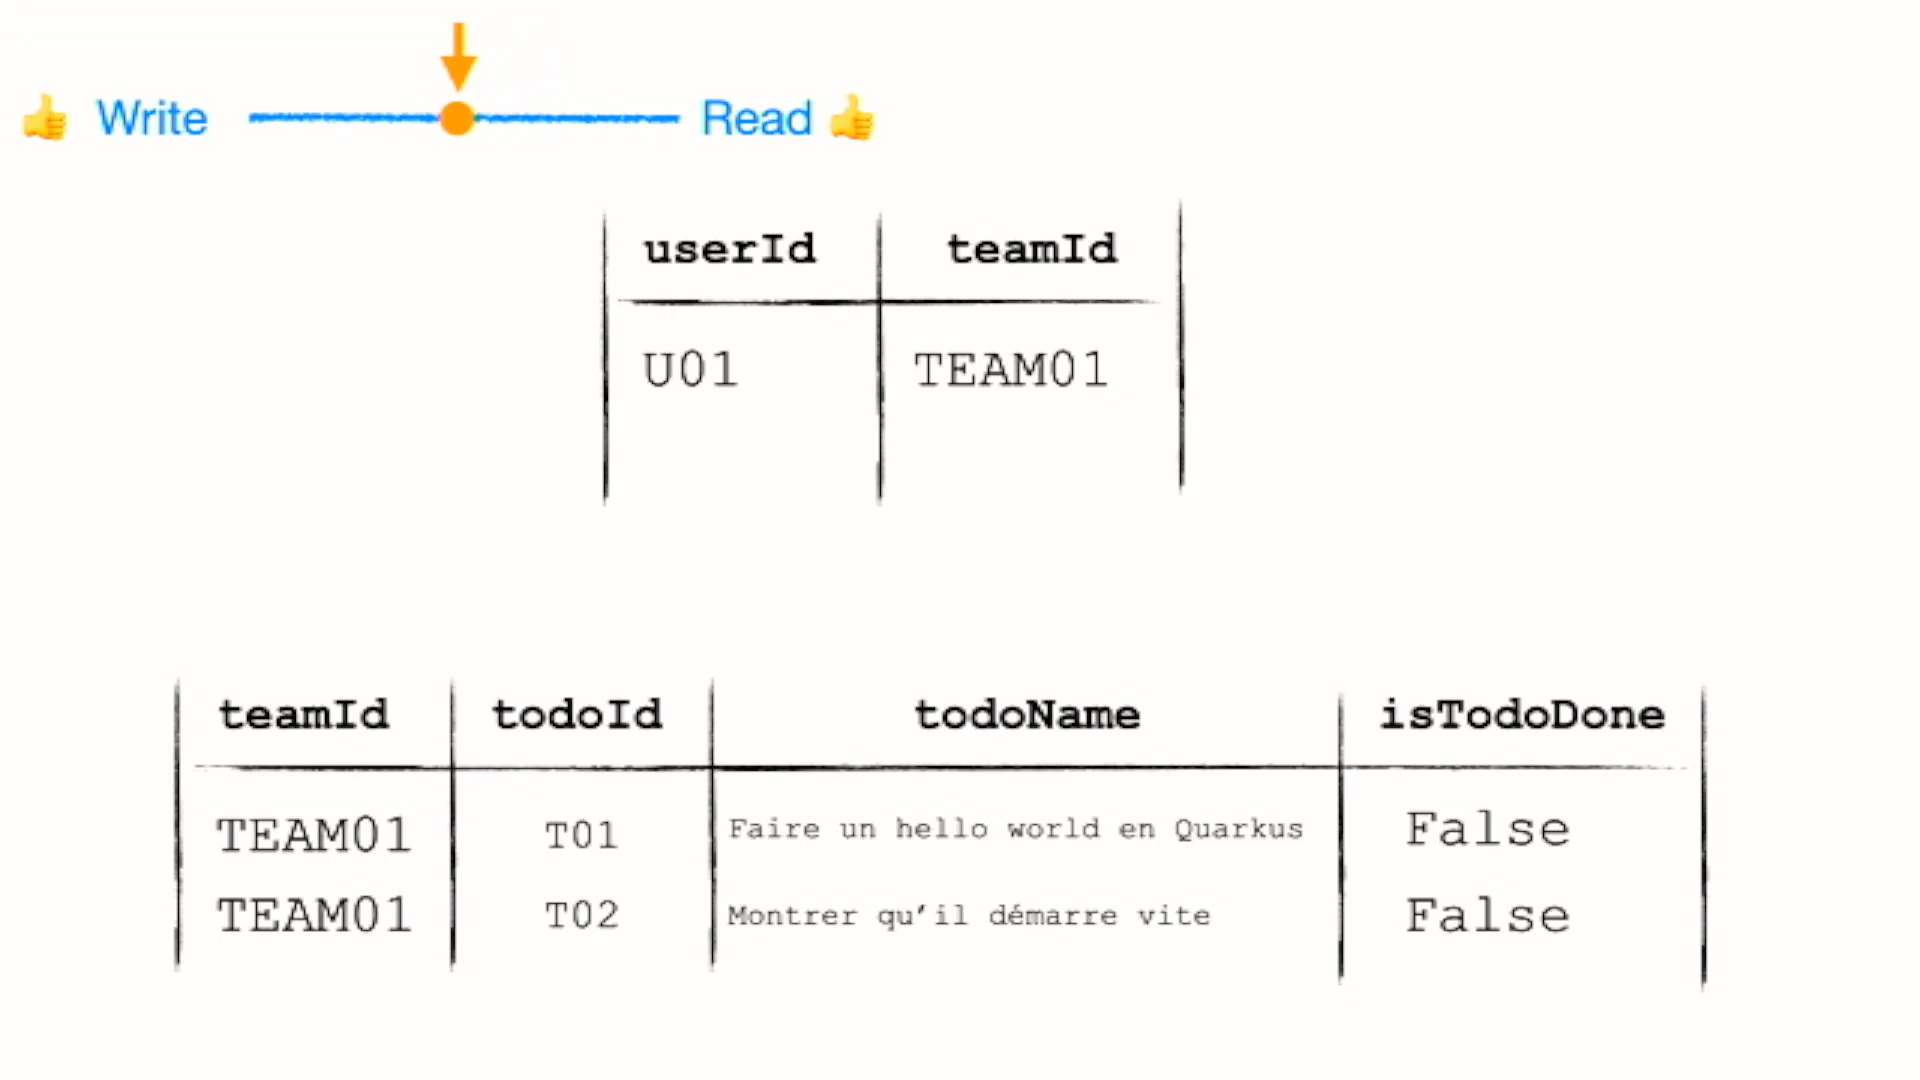 👍 Write Read 👍
userId teamId
U01 TEAM01
teamId todoId todoName isTodoDone
TEAM01 T01 Faire un hello world en Quarkus False
TEAM01 T02 Montrer qu’il démarre vite False